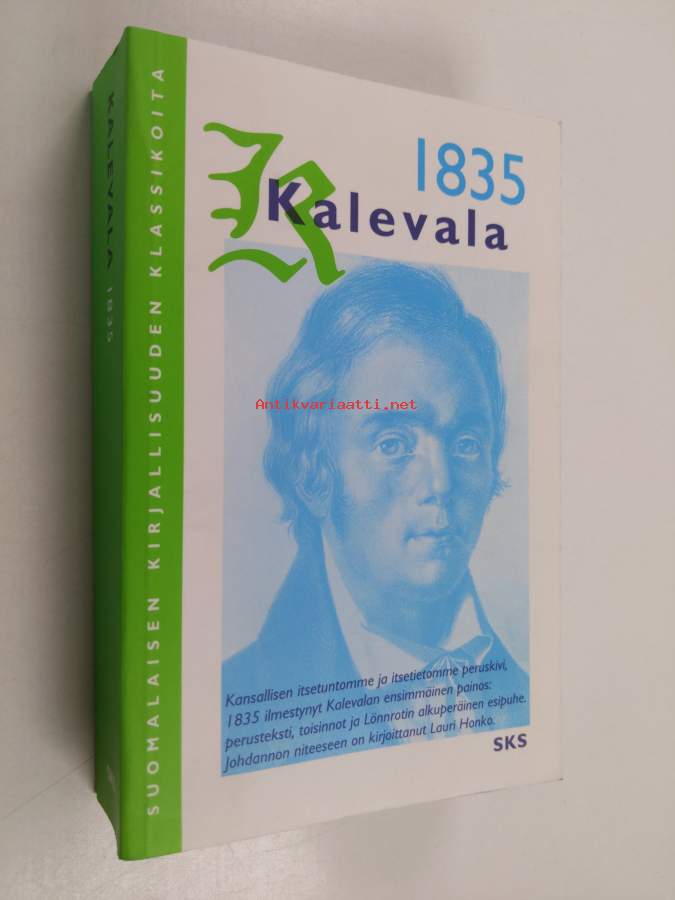 SUOMALAISEN KIRJALLISUUDEN KLASSIKOITA
KALEVALA 1835
1835
Kalevala
Antikvariaatti.net
Kansallisen itsetuntomme ja itsetietomme peruskivi,
1835 ilmestynyt Kalevalan ensimmäinen painos:
perusteksti, toisinnot ja Lönnrotin alkuperäinen esipuhe.
Johdannon niteeseen on kirjoittanut Lauri Honko.
SKS